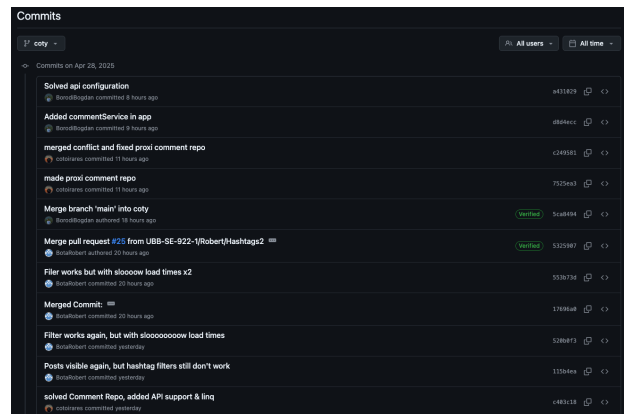 Commits
coty
All users
All time
Commits on Apr 28, 2025
Solved api configuration
BorodiBogdan committed 8 hours ago
a431029
Added commentService in app
BorodiBogdan committed 9 hours ago
d8d4ecc
merged conflict and fixed proxi comment repo
cotoirares committed 11 hours ago
c249581
made proxi comment repo
cotoirares committed 11 hours ago
7525ea3
Merge branch 'main' into coty
BorodiBogdan authored 18 hours ago
Verified
5ca0494
Merge pull request #25 from UBB-SE-922-1/Robert/Hashtags2
BotaRobert authored 20 hours ago
Verified
5325907
Filer works but with sloooow load times x2
BotaRobert committed 20 hours ago
553b73d
Merged Commit:
BotaRobert committed 20 hours ago
17696a0
Filter works again, but with slooooooow load times
BotaRobert committed yesterday
520b0f3
Posts visible again, but hashtag filters still don't work
BotaRobert committed yesterday
115b4ea
solved Comment Repo, added API support & linq
cotoirares committed yesterday
c403c18